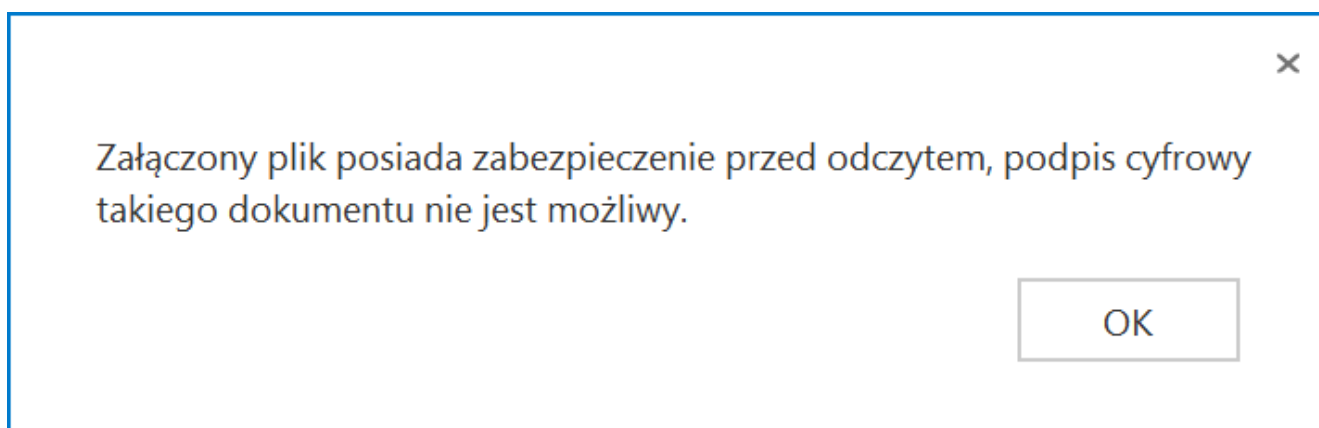 Załączony plik posiada zabezpieczenie przed odczytem, podpis cyfrowy
takiego dokumentu nie jest możliwy.
OK